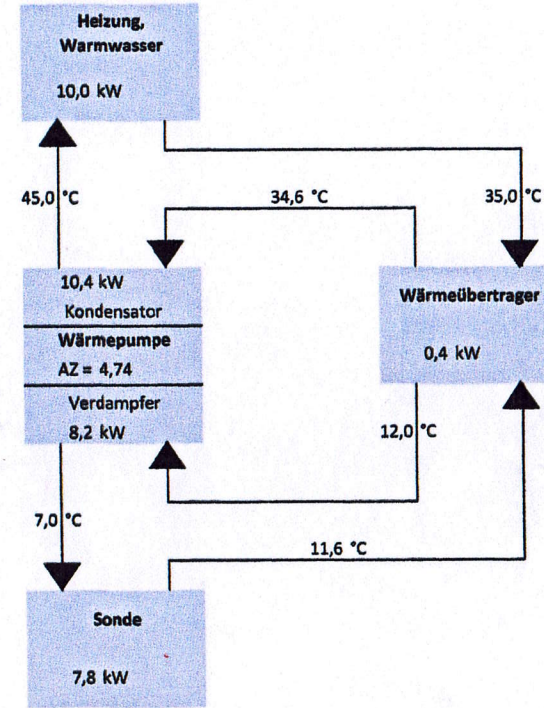 Heizung,
Warmwasser
10,0 kW
45,0 °C
34,6 °C
35,0 °C
10,4 kW
Kondensator
Wärmepumpe
AZ = 4,74
Verdampfer
8,2 kW
Wärmeübertrager
0,4 kW
12,0 °C
7,0 °C
11,6 °C
Sonde
7,8 kW